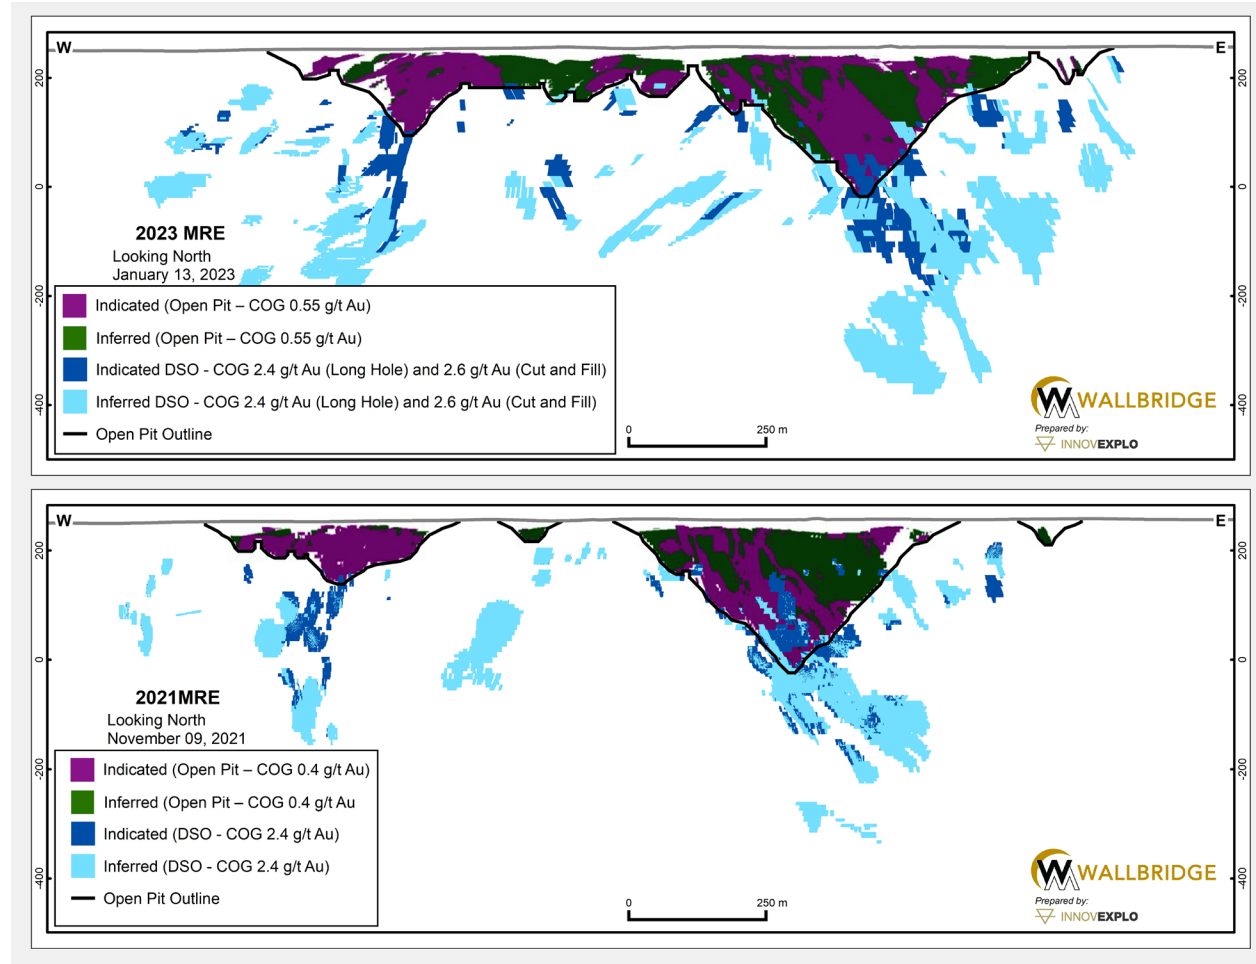 W
E
200
0
-200
-400
200
0
-200
-400
2023 MRE
Looking North
January 13, 2023
Indicated (Open Pit – COG 0.55 g/t Au)
Inferred (Open Pit – COG 0.55 g/t Au)
Indicated DSO - COG 2.4 g/t Au (Long Hole) and 2.6 g/t Au (Cut and Fill)
Inferred DSO - COG 2.4 g/t Au (Long Hole) and 2.6 g/t Au (Cut and Fill)
Open Pit Outline
0 250 m
WALLBRIDGE
Prepared by:
INNOVEXPLO
W
E
200
0
-200
-400
200
0
-200
-400
2021MRE
Looking North
November 09, 2021
Indicated (Open Pit – COG 0.4 g/t Au)
Inferred (Open Pit – COG 0.4 g/t Au
Indicated (DSO - COG 2.4 g/t Au)
Inferred (DSO - COG 2.4 g/t Au)
Open Pit Outline
0 250 m
WALLBRIDGE
Prepared by:
INNOVEXPLO